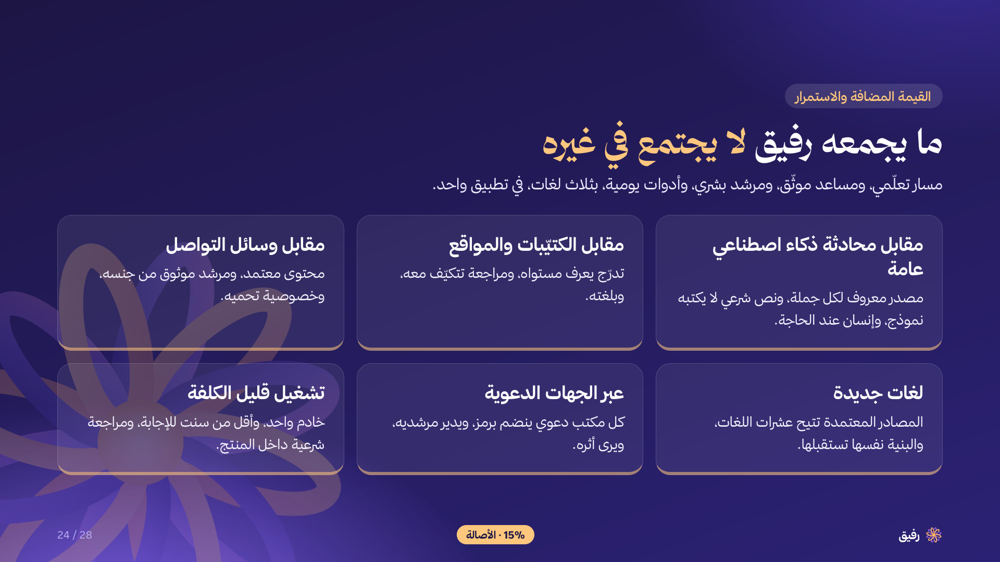 القيمة المضافة والاستمرار
ما يجمعه رفيق لا يجتمع في غيره
مسار تعلّمي، ومساعد موثّق، ومرشد بشري، وأدوات يومية، بثلاث لغات، في تطبيق واحد.
مقابل محادثة ذكاء اصطناعي
عامة
مصدر معروف لكل جملة، ونص شرعي لا يكتبه
نموذج، وإنسان عند الحاجة.
مقابل الكتيّبات والمواقع
تدرّج يعرف مستواه، ومراجعة تتكيّف معه،
وبلغته.
مقابل وسائل التواصل
محتوى معتمد، ومرشد موثوق من جنسه،
وخصوصية تحميه.
لغات جديدة
المصادر المعتمدة تتيح عشرات اللغات،
والبنية نفسها تستقبلها.
عبر الجهات الدعوية
كل مكتب دعوي ينضم برمز، ويدير مرشديه،
ويرى أثره.
تشغيل قليل الكلفة
خادم واحد، وأقل من سنت للإجابة، ومراجعة
شرعية داخل المنتج.
رفيق
15% · الأصالة
24 / 28